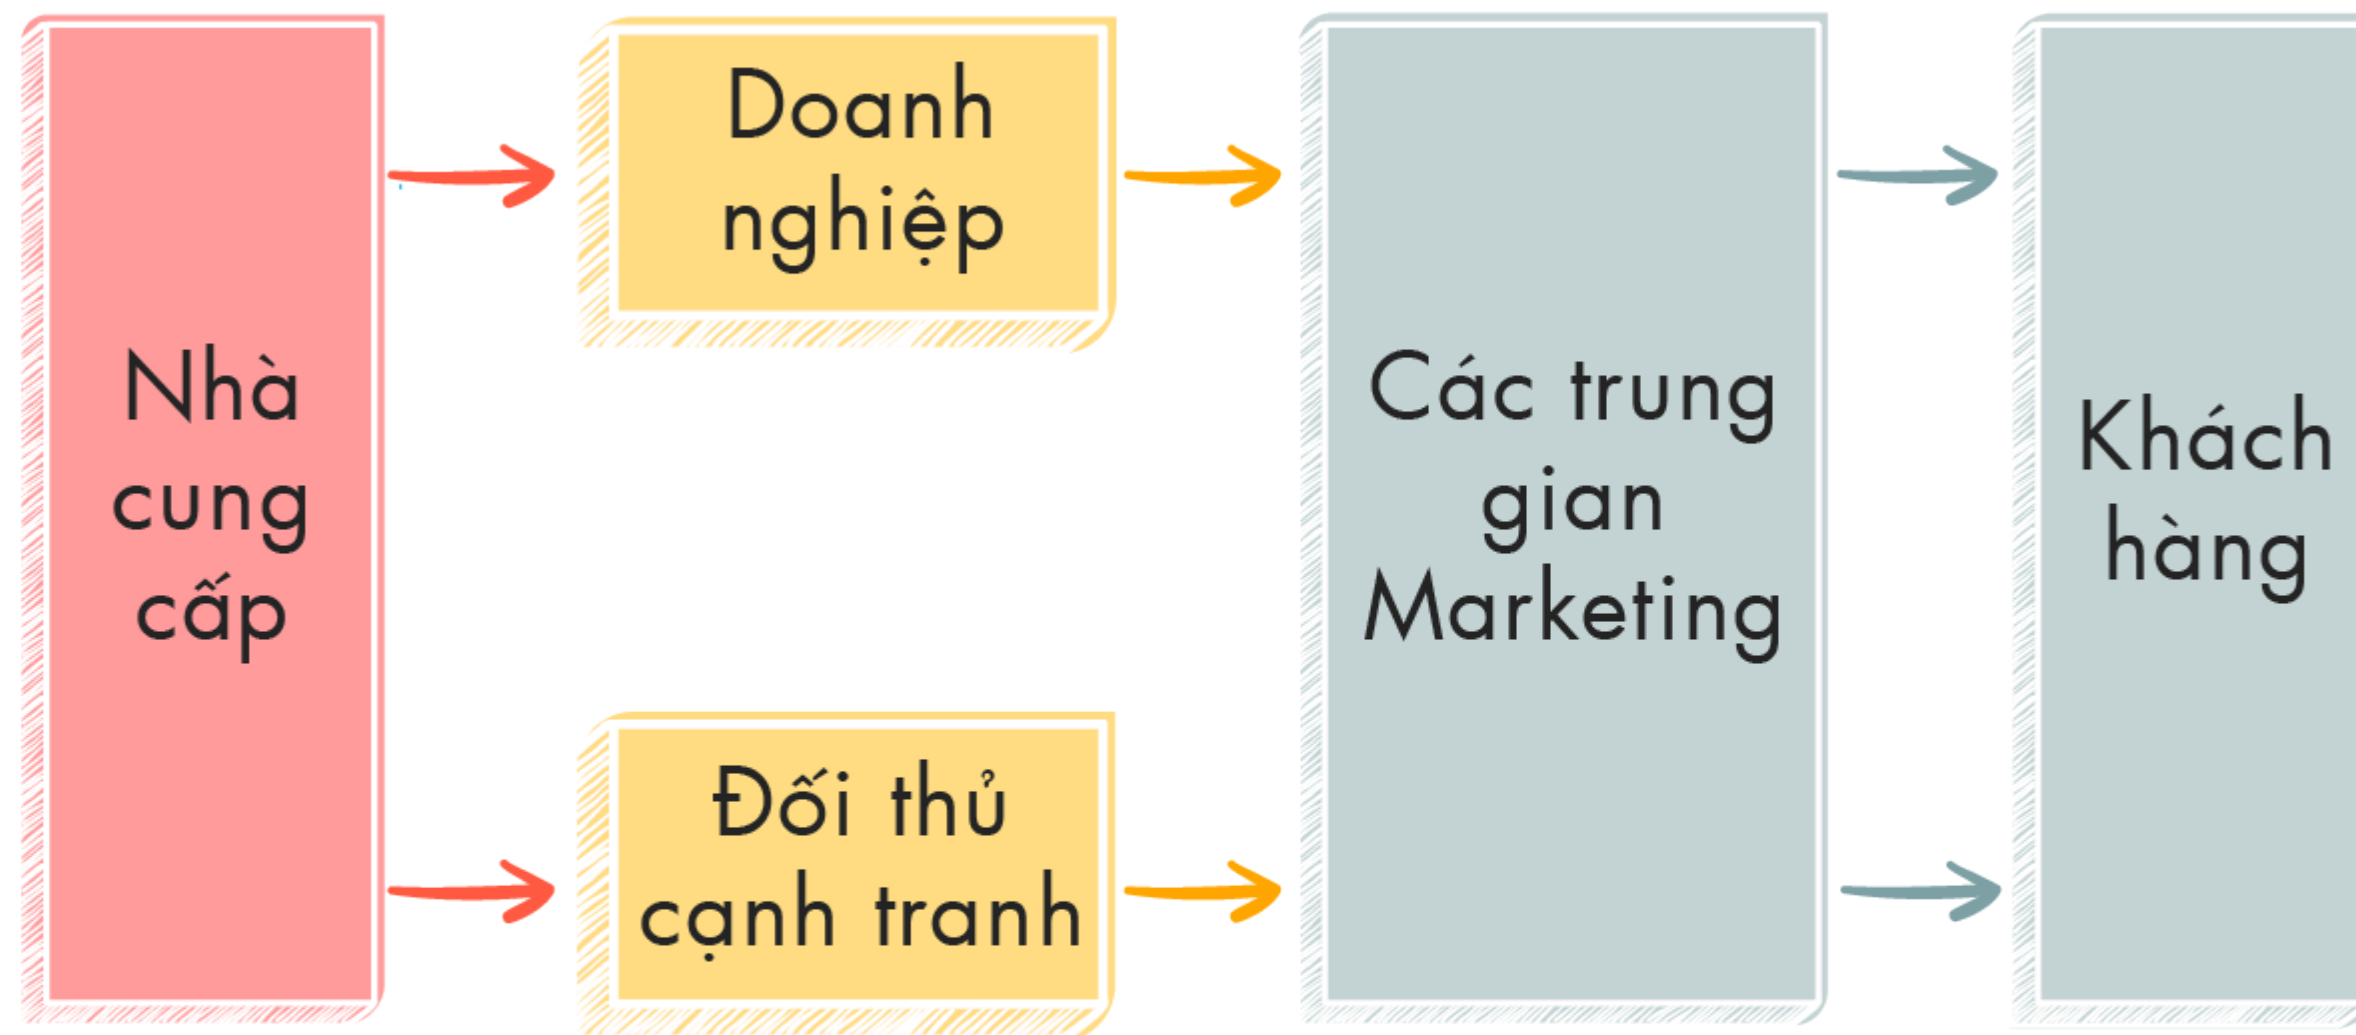 Nhà
cung
cấp
Doanh
nghiệp
Đối thủ
cạnh tranh
Các trung
gian
Marketing
Khách
hàng